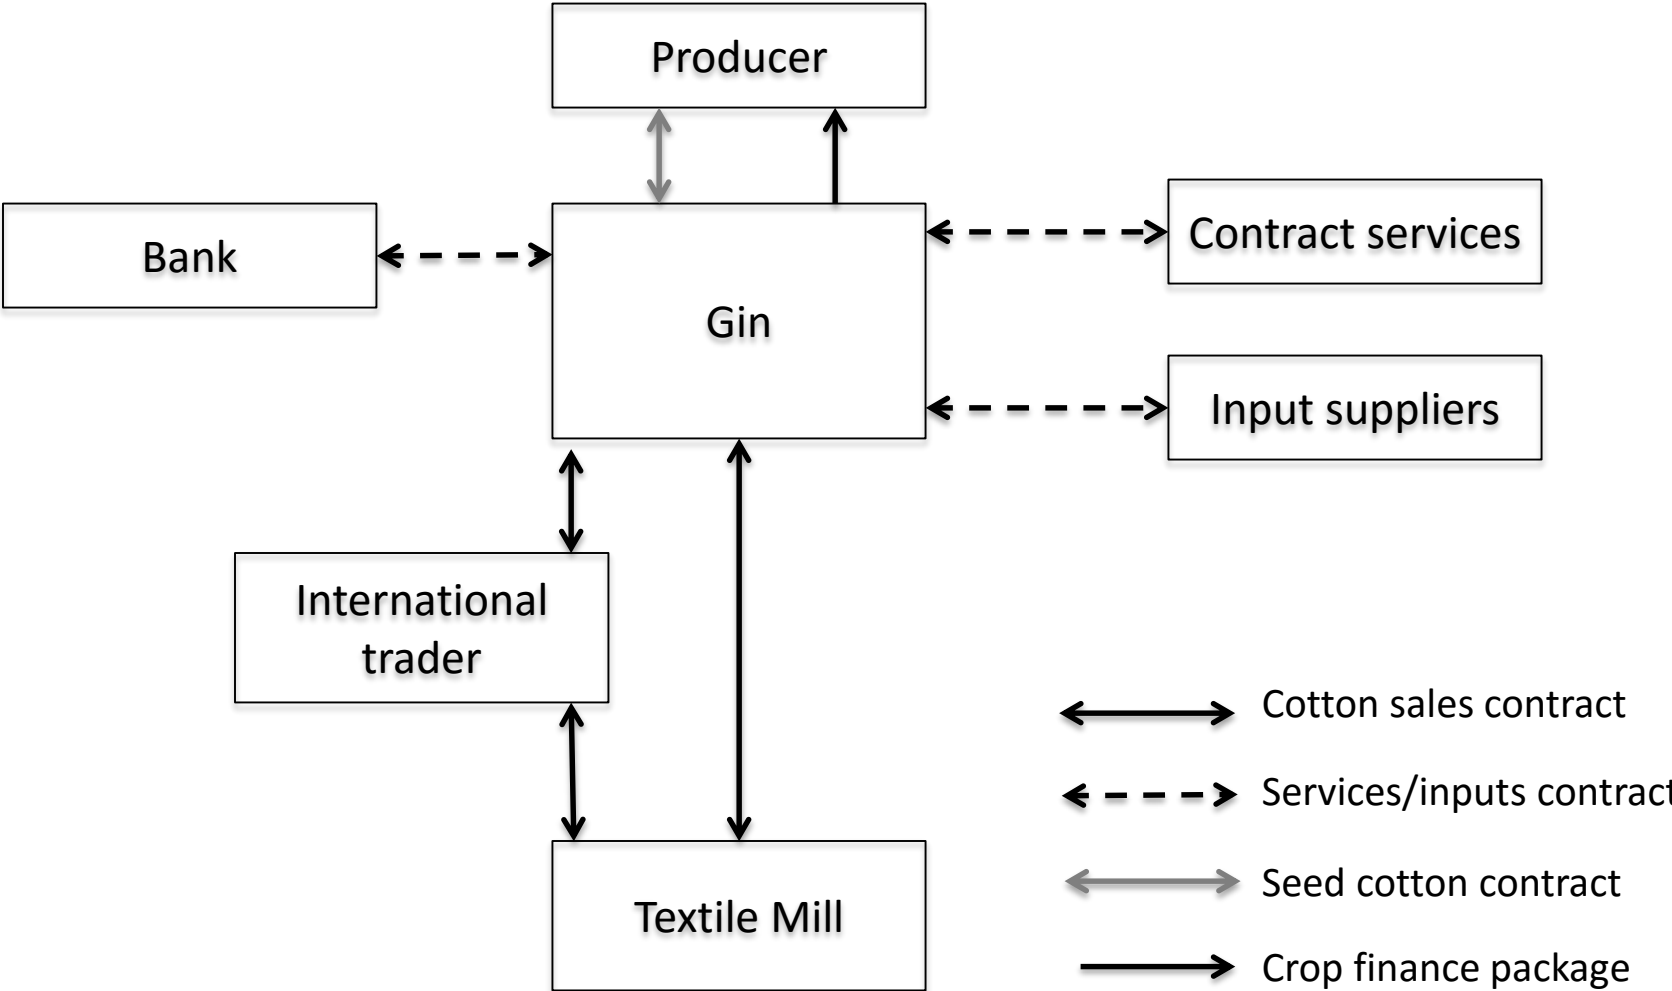 Producer
Bank
Contract services
Gin
Input suppliers
International
trader
Cotton sales contract
Services/inputs contract
Seed cotton contract
Textile Mill
Crop finance package